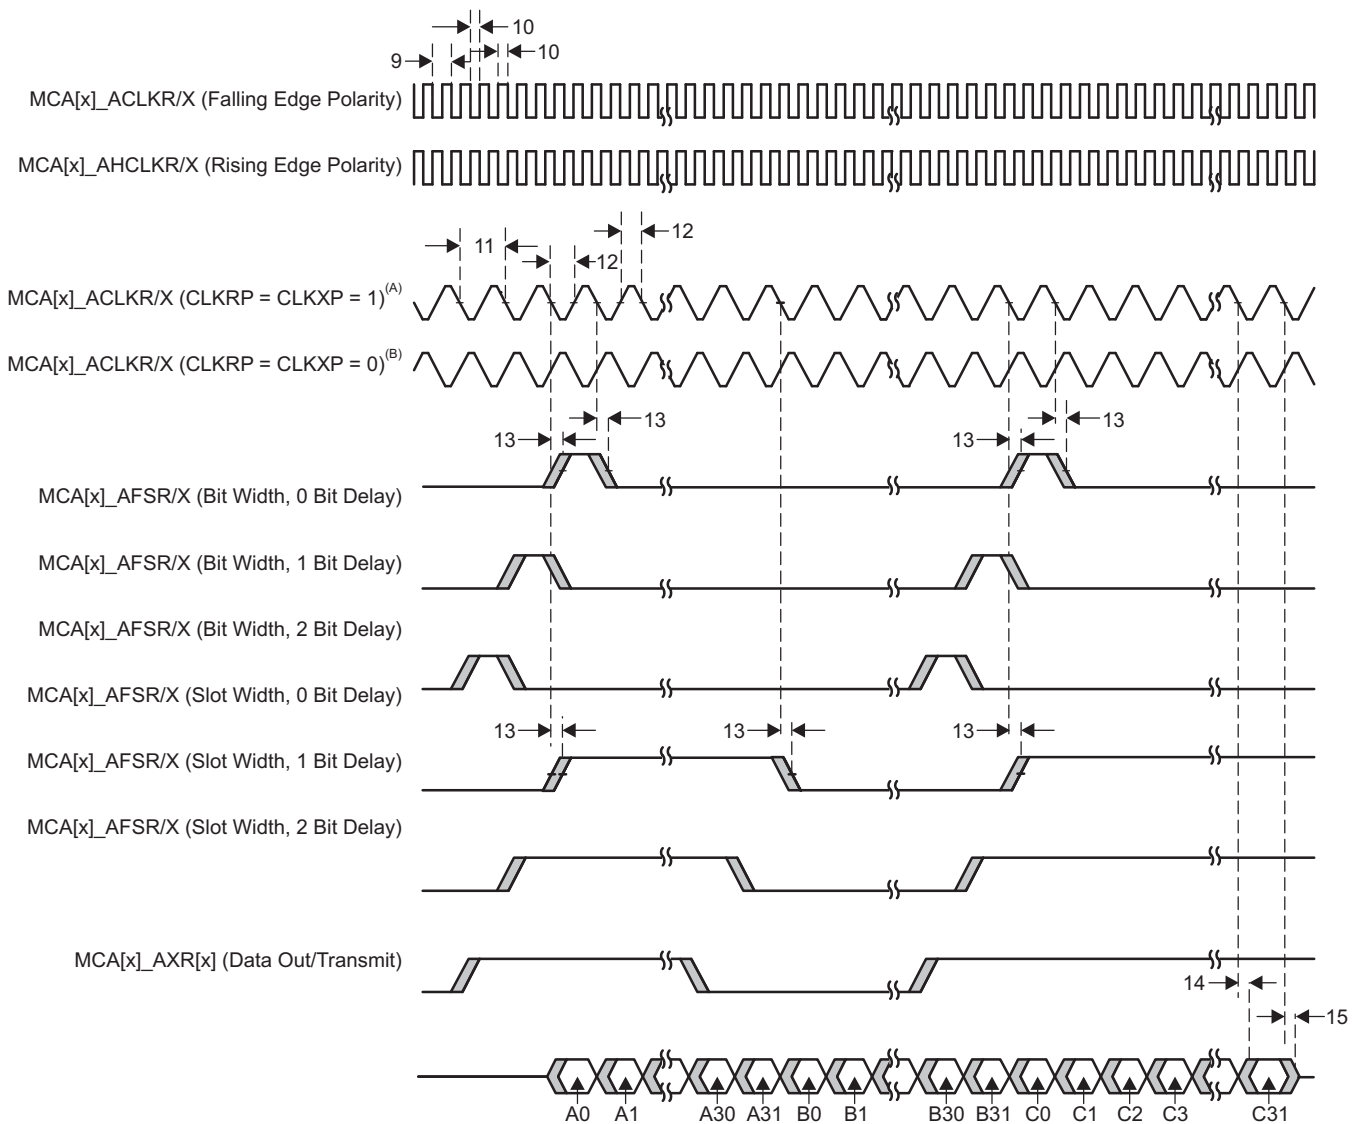 10
9
10
MCA[x]_ACLKR/X (Falling Edge Polarity)
MCA[x]_AHCLKR/X (Rising Edge Polarity)
11
12
12
MCA[x]_ACLKR/X (CLKRP = CLKXP = 1)(A)
MCA[x]_ACLKR/X (CLKRP = CLKXP = 0)(B)
13
13
13
13
MCA[x]_AFSR/X (Bit Width, 0 Bit Delay)
MCA[x]_AFSR/X (Bit Width, 1 Bit Delay)
MCA[x]_AFSR/X (Bit Width, 2 Bit Delay)
MCA[x]_AFSR/X (Slot Width, 0 Bit Delay)
13
13
13
MCA[x]_AFSR/X (Slot Width, 1 Bit Delay)
MCA[x]_AFSR/X (Slot Width, 2 Bit Delay)
MCA[x]_AXR[x] (Data Out/Transmit)
14
15
A0 A1 A30 A31 B0 B1 B30 B31 C0 C1 C2 C3 C31